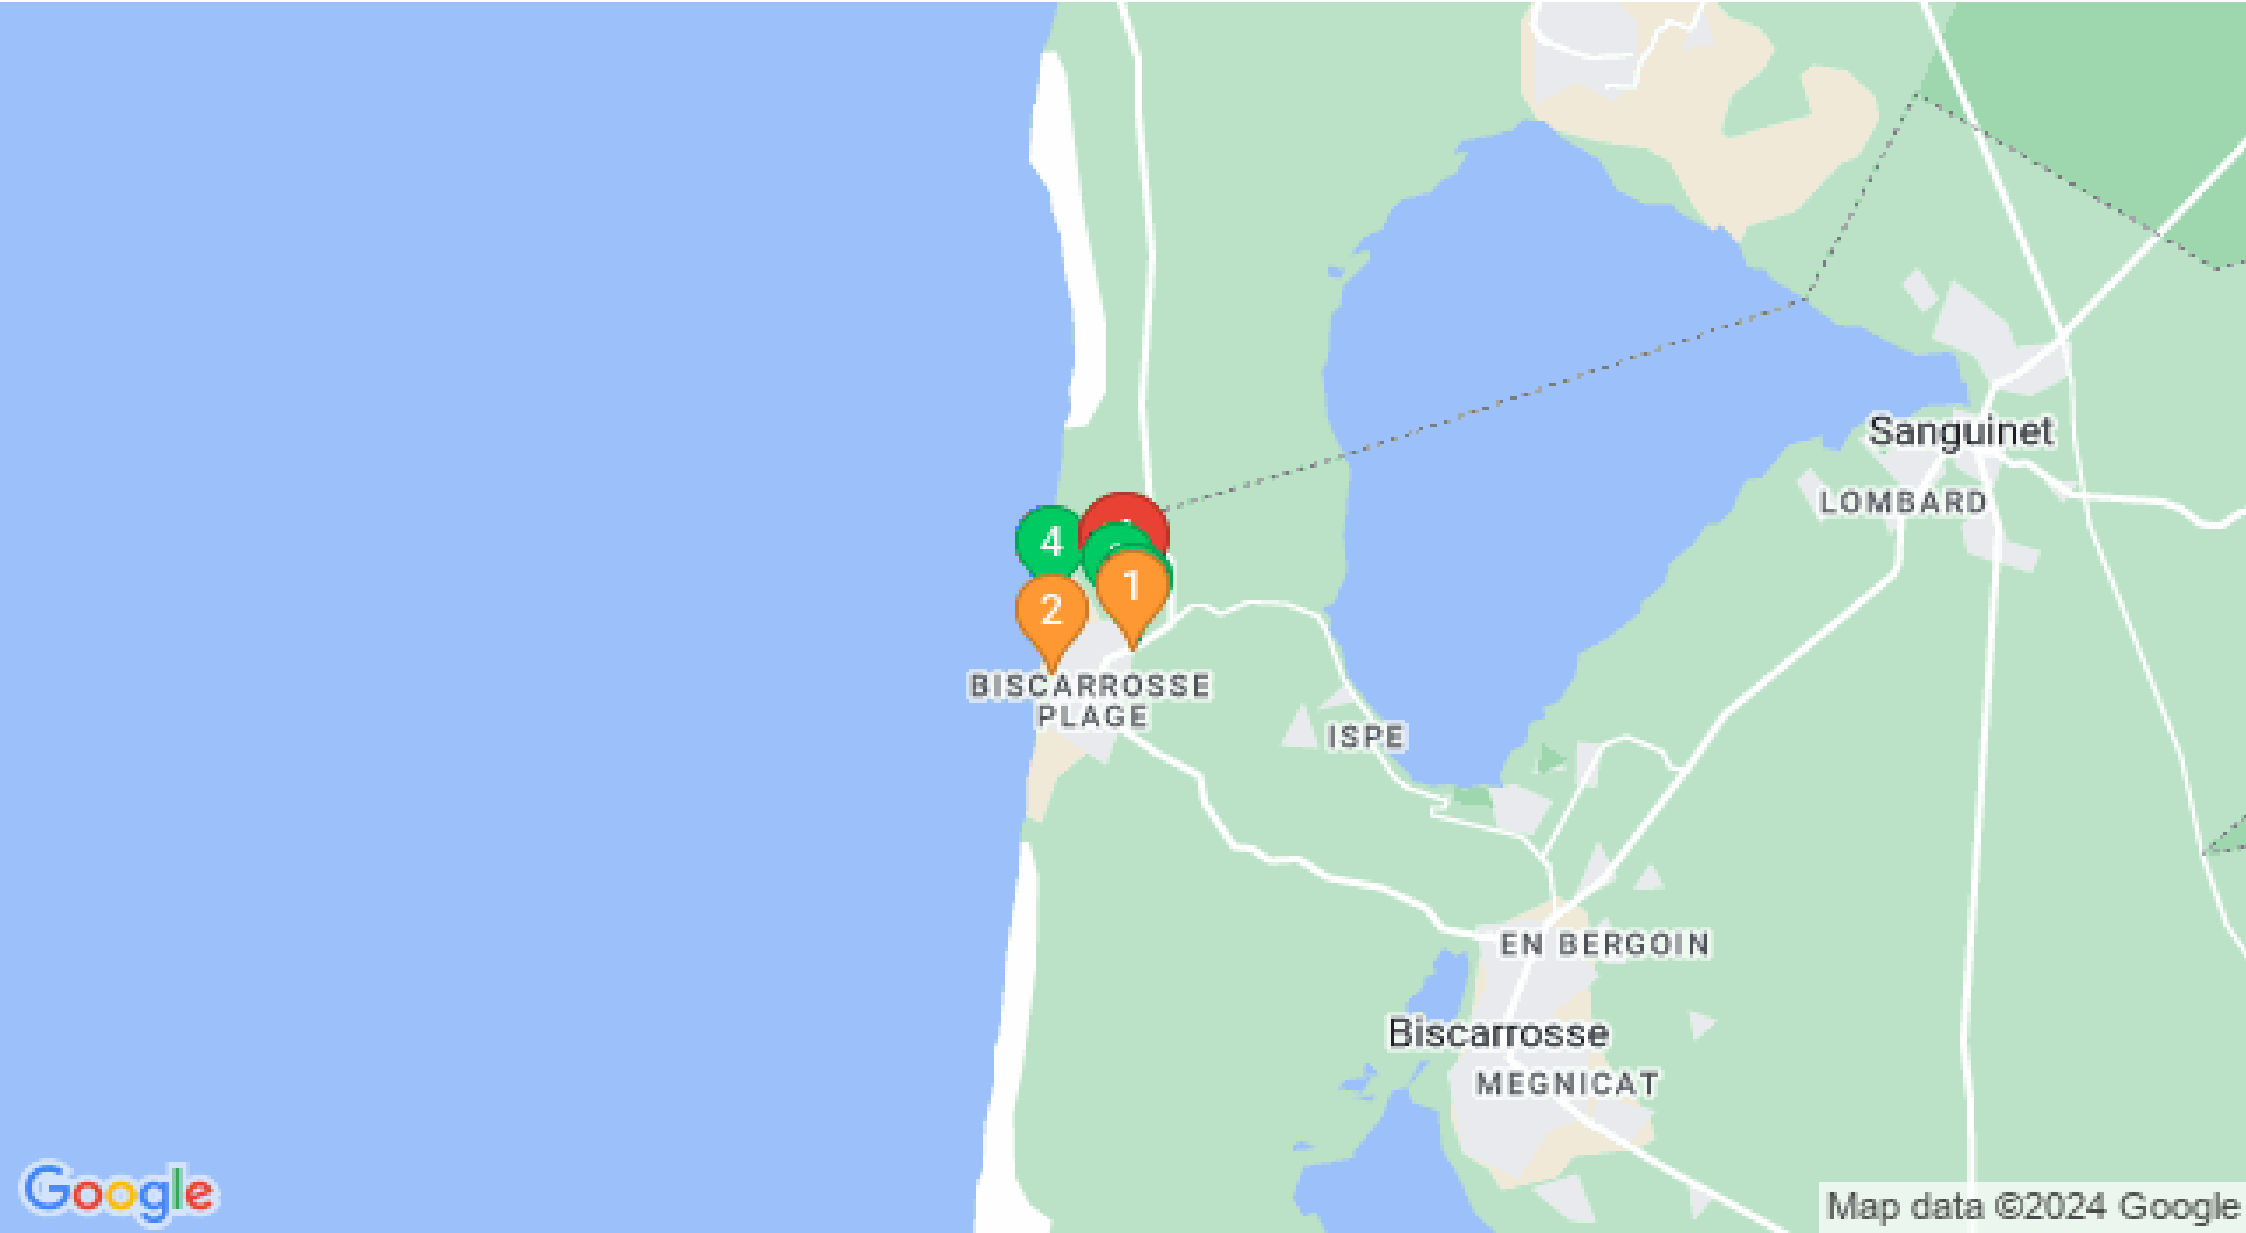 Sanguinet
LOMBARD
4
1
2
BISCARROSSE
PLAGE
ISPE
EN BERGOIN
Biscarrosse
MEGNICAT
Google
Map data ©2024 Google